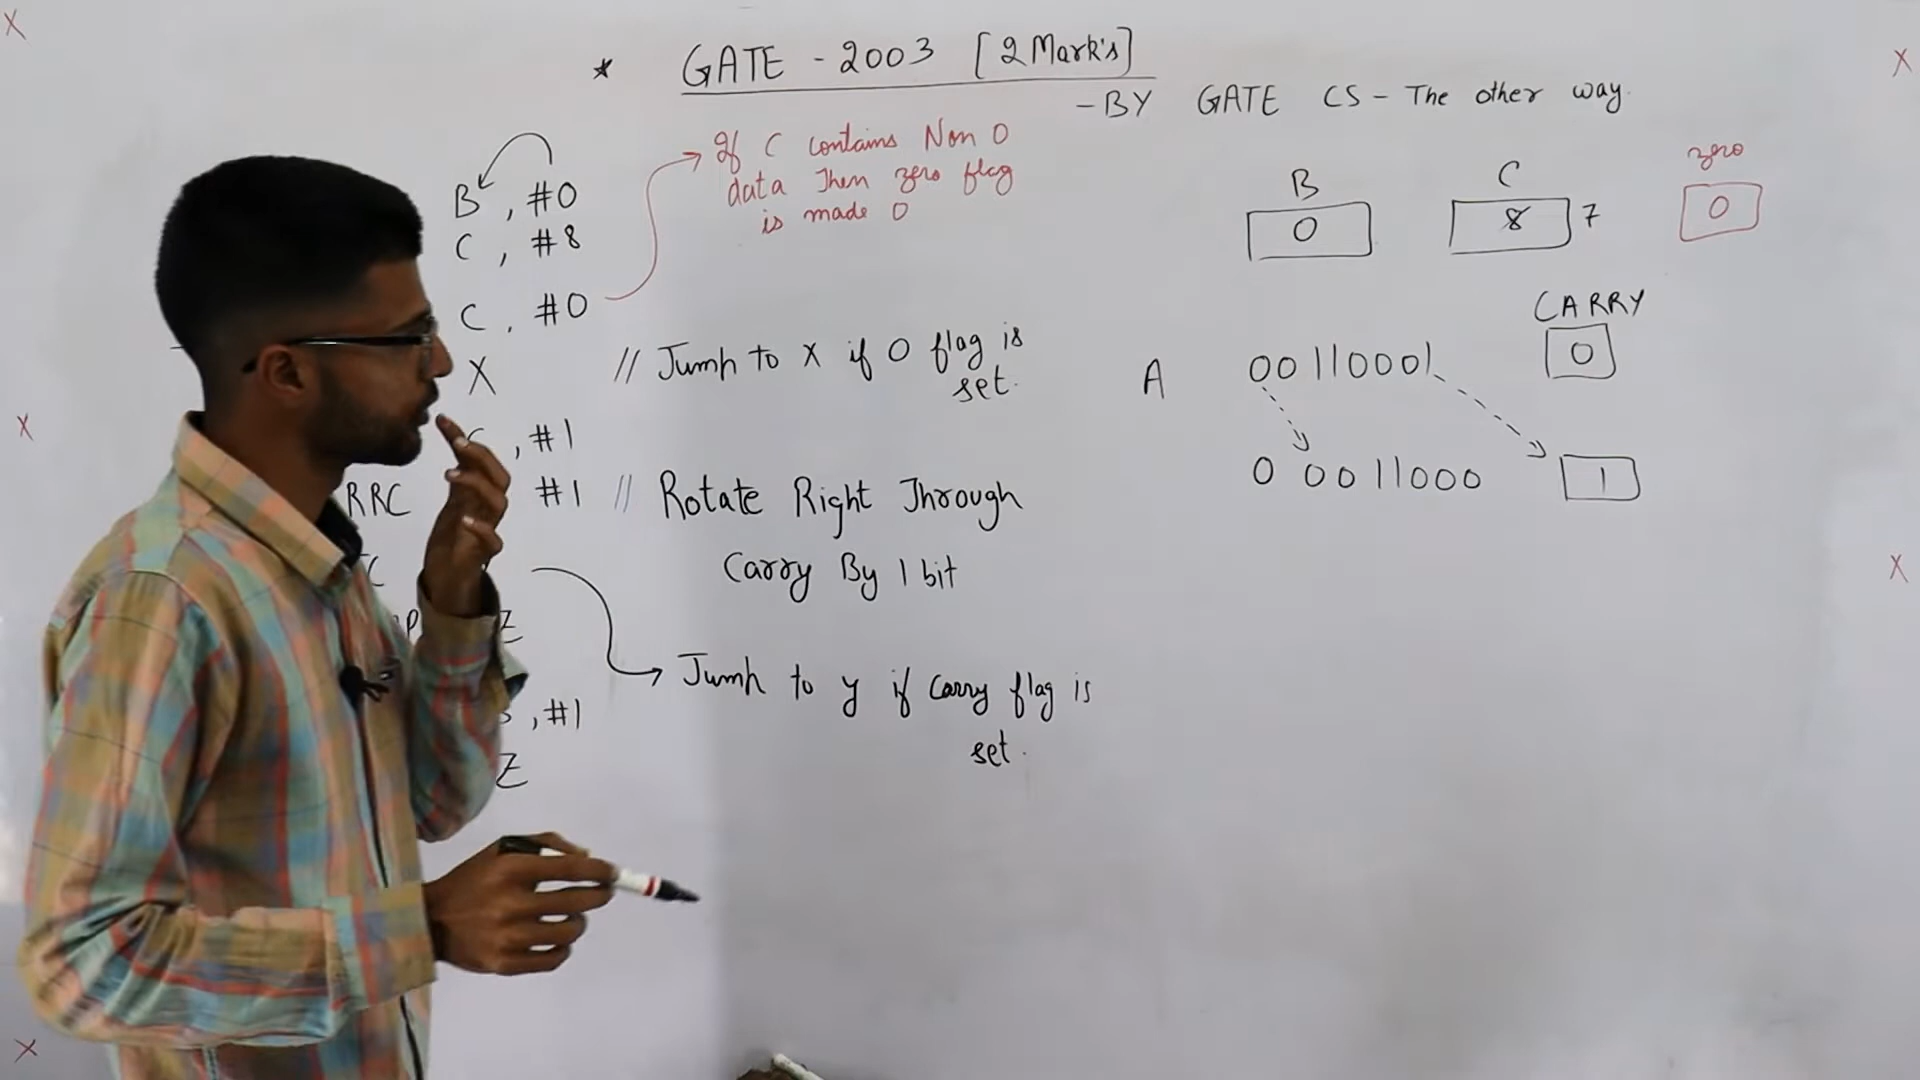 * GATE - 2003 [2 Mark's]
-BY GATE CS - The other way.
B, #0
C, #8
C, #0
X // Jump to X if 0 flag is set.
, #1
RRC #1 // Rotate Right Through
Carry By 1 bit
Z
Jump to y if Carry flag is
set.
, #1
Z
If C contains Non 0
data Then zero flag
is made 0
B
0
C
8 7
zero
0
CARRY
0
A 00110001
0 0011000 1